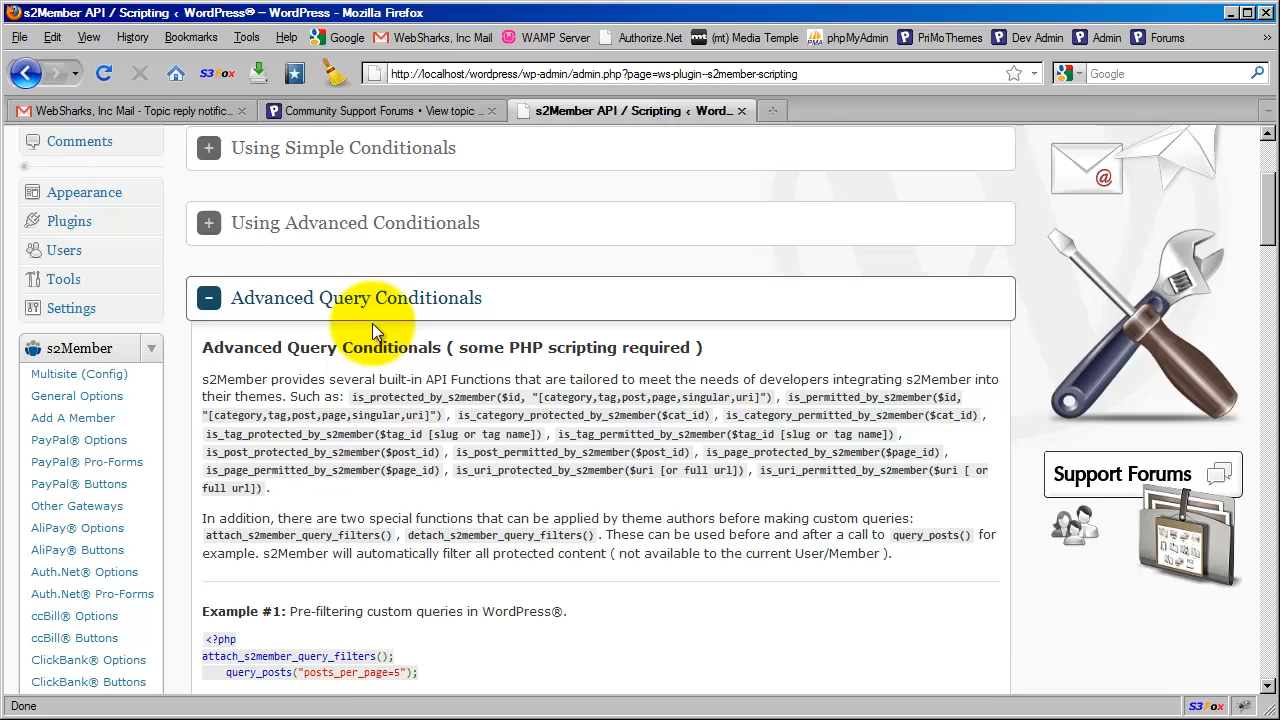 s2Member API / Scripting ‹ WordPress® — WordPress - Mozilla Firefox
File Edit View History Bookmarks PriMo Tools Help Google WebSharks, Inc Mail WAMP Server Authorize.Net (mt) Media Temple phpMyAdmin PriMoThemes Dev Admin Admin Forums »
S3Fox http://localhost/wordpress/wp-admin/admin.php?page=ws-plugin--s2member-scripting Google
WebSharks, Inc Mail - Topic reply notific... Community Support Forums • View topic ... s2Member API / Scripting ‹ Word...
Comments
Appearance
Plugins
Users
Tools
Settings
s2Member
Multisite (Config)
General Options
Add A Member
PayPal® Options
PayPal® Pro-Forms
PayPal® Buttons
Other Gateways
AliPay® Options
AliPay® Buttons
Auth.Net® Options
Auth.Net® Pro-Forms
ccBill® Options
ccBill® Buttons
ClickBank® Options
ClickBank® Buttons
Using Simple Conditionals
Using Advanced Conditionals
Advanced Query Conditionals
Advanced Query Conditionals ( some PHP scripting required )
s2Member provides several built-in API Functions that are tailored to meet the needs of developers integrating s2Member into
their themes. Such as: is_protected_by_s2member($id, "[category,tag,post,page,singular,uri]") , is_permitted_by_s2member($id,
"[category,tag,post,page,singular,uri]") , is_category_protected_by_s2member($cat_id) , is_category_permitted_by_s2member($cat_id) ,
is_tag_protected_by_s2member($tag_id [slug or tag name]) , is_tag_permitted_by_s2member($tag_id [slug or tag name]) ,
is_post_protected_by_s2member($post_id) , is_post_permitted_by_s2member($post_id) , is_page_protected_by_s2member($page_id) ,
is_page_permitted_by_s2member($page_id) , is_uri_protected_by_s2member($uri [or full url]) , is_uri_permitted_by_s2member($uri [ or
full url]) .
In addition, there are two special functions that can be applied by theme authors before making custom queries:
attach_s2member_query_filters() , detach_s2member_query_filters() . These can be used before and after a call to query_posts() for
example. s2Member will automatically filter all protected content ( not available to the current User/Member ).
Example #1: Pre-filtering custom queries in WordPress®.
<?php
attach_s2member_query_filters();
query_posts("posts_per_page=5");
@
Support Forums
Done S3Fox